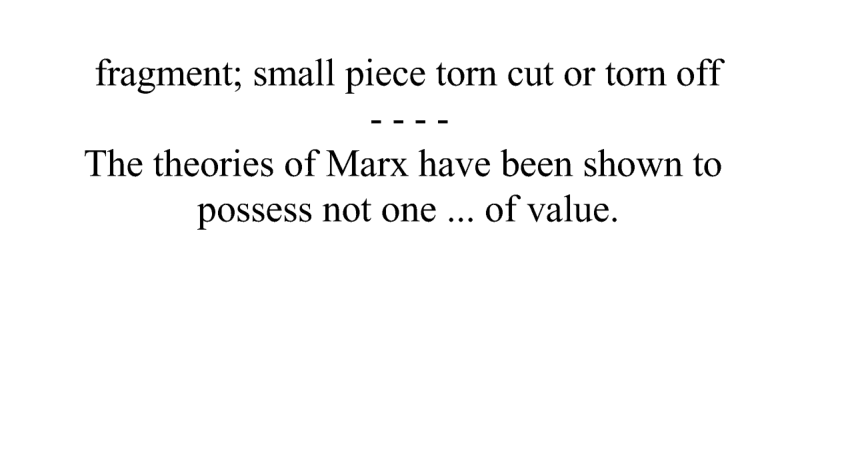 fragment; small piece torn cut or torn off
- - - -
The theories of Marx have been shown to
possess not one ... of value.